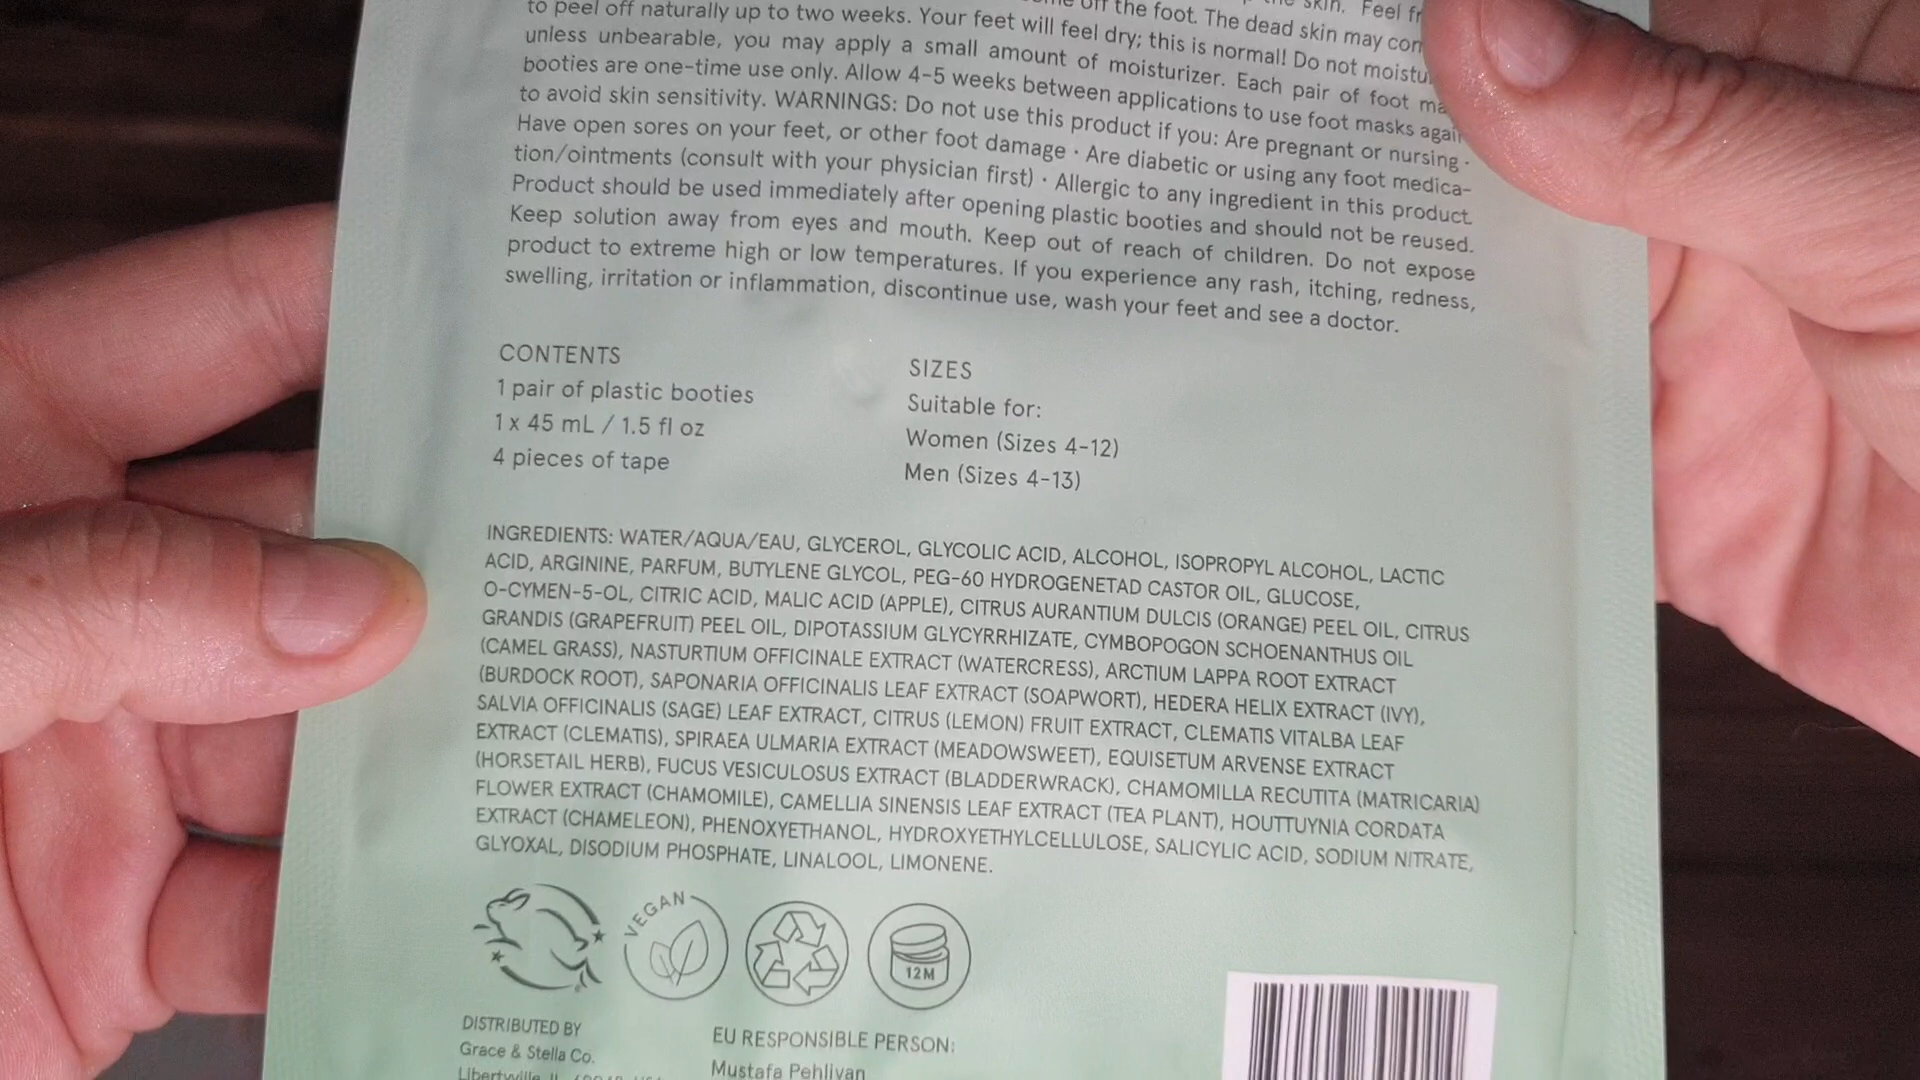 the skin. Feel
off the foot. The dead skin may
to peel off naturally up to two weeks. Your feet will feel dry; this is normal! Do not
unless unbearable, you may apply a small amount of moisturizer. Each pair of foot
booties are one-time use only. Allow 4-5 weeks between applications to use foot masks
to avoid skin sensitivity. WARNINGS: Do not use this product if you: Are pregnant or nursing ·
Have open sores on your feet, or other foot damage · Are diabetic or using any foot medica-
tion/ointments (consult with your physician first) · Allergic to any ingredient in this product.
Product should be used immediately after opening plastic booties and should not be reused.
Keep solution away from eyes and mouth. Keep out of reach of children. Do not expose
product to extreme high or low temperatures. If you experience any rash, itching, redness,
swelling, irritation or inflammation, discontinue use, wash your feet and see a doctor.
CONTENTS
1 pair of plastic booties
1 x 45 mL / 1.5 fl oz
4 pieces of tape
SIZES
Suitable for:
Women (Sizes 4-12)
Men (Sizes 4-13)
INGREDIENTS: WATER/AQUA/EAU, GLYCEROL, GLYCOLIC ACID, ALCOHOL, ISOPROPYL ALCOHOL, LACTIC
ACID, ARGININE, PARFUM, BUTYLENE GLYCOL, PEG-60 HYDROGENETAD CASTOR OIL, GLUCOSE,
O-CYMEN-5-OL, CITRIC ACID, MALIC ACID (APPLE), CITRUS AURANTIUM DULCIS (ORANGE) PEEL OIL, CITRUS
GRANDIS (GRAPEFRUIT) PEEL OIL, DIPOTASSIUM GLYCYRRHIZATE, CYMBOPOGON SCHOENANTHUS OIL
(CAMEL GRASS), NASTURTIUM OFFICINALE EXTRACT (WATERCRESS), ARCTIUM LAPPA ROOT EXTRACT
(BURDOCK ROOT), SAPONARIA OFFICINALIS LEAF EXTRACT (SOAPWORT), HEDERA HELIX EXTRACT (IVY),
SALVIA OFFICINALIS (SAGE) LEAF EXTRACT, CITRUS (LEMON) FRUIT EXTRACT, CLEMATIS VITALBA LEAF
EXTRACT (CLEMATIS), SPIRAEA ULMARIA EXTRACT (MEADOWSWEET), EQUISETUM ARVENSE EXTRACT
(HORSETAIL HERB), FUCUS VESICULOSUS EXTRACT (BLADDERWRACK), CHAMOMILLA RECUTITA (MATRICARIA)
FLOWER EXTRACT (CHAMOMILE), CAMELLIA SINENSIS LEAF EXTRACT (TEA PLANT), HOUTTUYNIA CORDATA
EXTRACT (CHAMELEON), PHENOXYETHANOL, HYDROXYETHYLCELLULOSE, SALICYLIC ACID, SODIUM NITRATE,
GLYOXAL, DISODIUM PHOSPHATE, LINALOOL, LIMONENE.
VEGAN
12M
DISTRIBUTED BY
Grace & Stella Co.
Libertyville, IL
EU RESPONSIBLE PERSON:
Mustafa Pehlivan